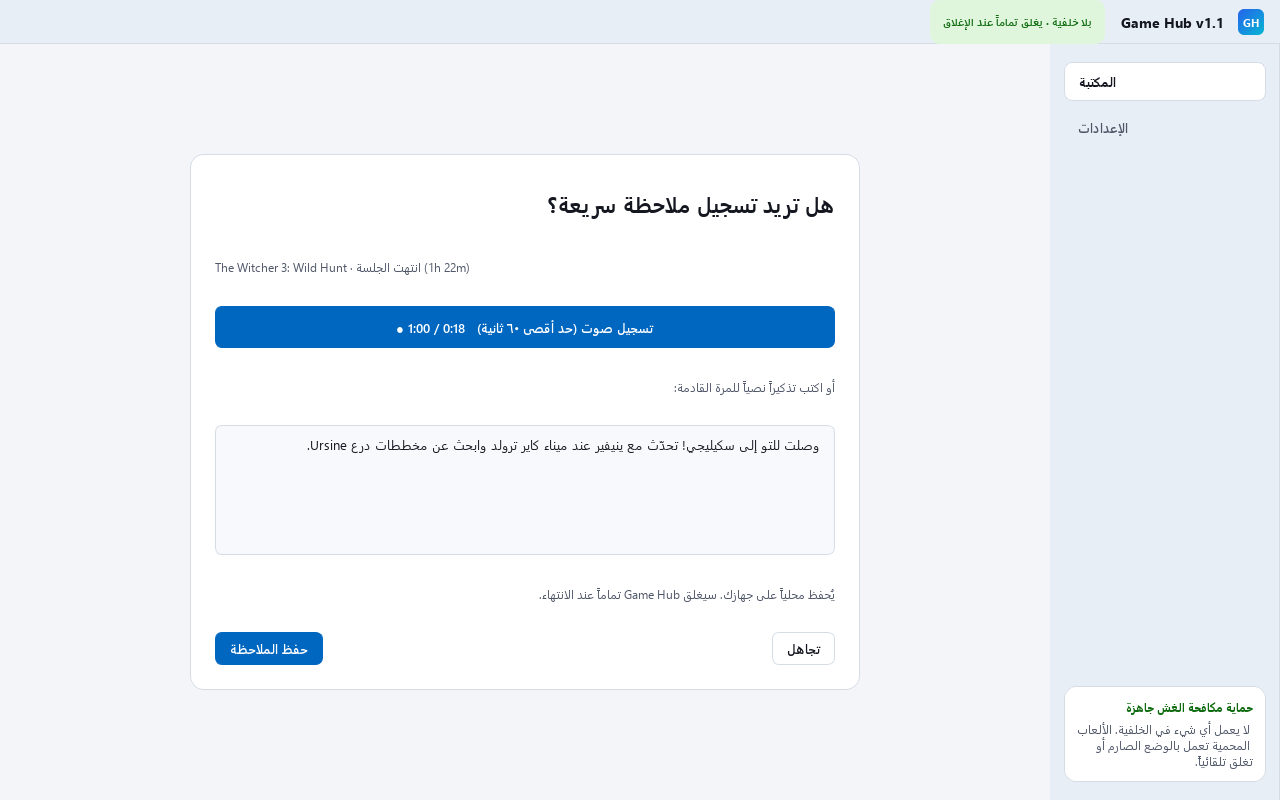 GH
Game Hub v1.1
بلا خلفية · يغلق تماماً عند الإغلاق
المكتبة
الإعدادات
هل تريد تسجيل ملاحظة سريعة؟
The Witcher 3: Wild Hunt · انتهت الجلسة (1h 22m)
تسجيل صوت (حد أقصى ٦٠ ثانية) 0:18 / 1:00 ●
أو اكتب تذكيراً نصياً للمرة القادمة:
وصلت للتو إلى سكيليجي! تحدّث مع ينيفير عند ميناء كاير ترولد وابحث عن مخططات درع Ursine.
يُحفظ محلياً على جهازك. سيغلق Game Hub تماماً عند الانتهاء.
تجاهل
حفظ الملاحظة
حماية مكافحة الغش جاهزة
لا يعمل أي شيء في الخلفية. الألعاب
المحمية تعمل بالوضع الصارم أو
تغلق تلقائياً.